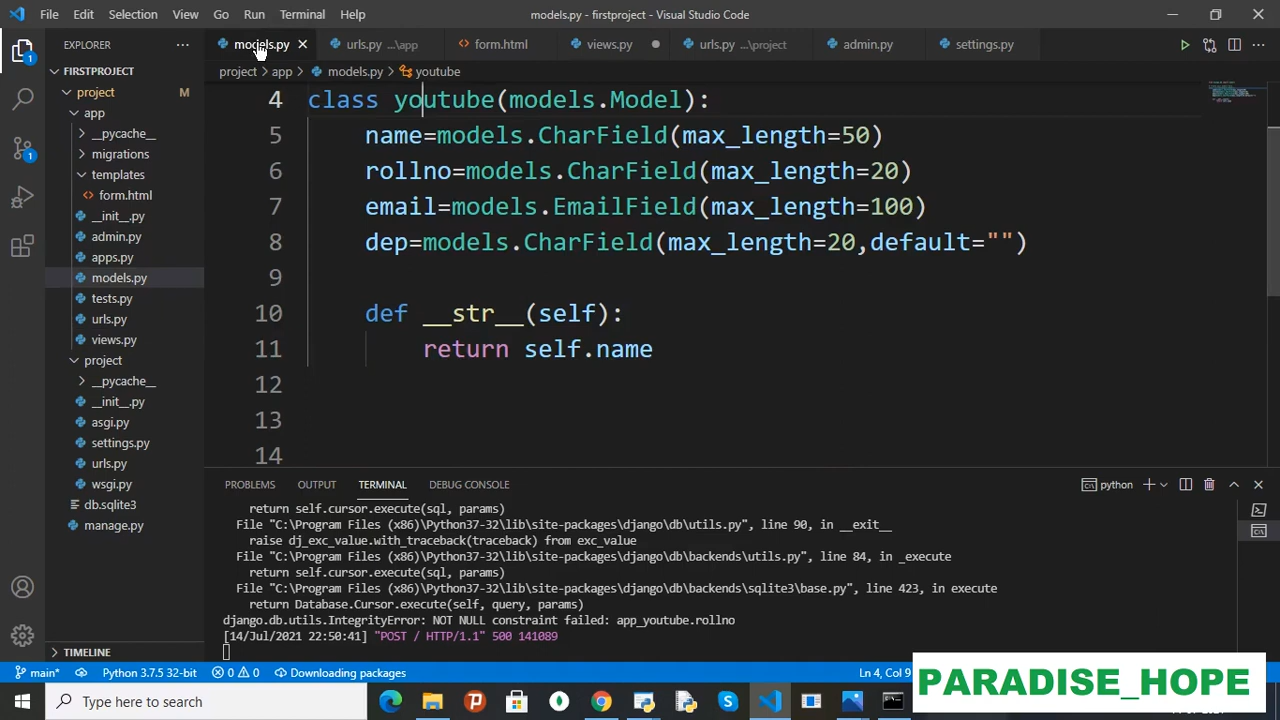 File Edit Selection View Go Run Terminal Help models.py - firstproject - Visual Studio Code
EXPLORER ... models.py urls.py ...\app form.html views.py urls.py ...\project admin.py settings.py
FIRSTPROJECT
project > app > models.py > youtube
project M
app
__pycache__
migrations
templates
form.html
__init__.py
admin.py
apps.py
models.py
tests.py
urls.py
views.py
project
__pycache__
__init__.py
asgi.py
settings.py
urls.py
wsgi.py
db.sqlite3
manage.py
TIMELINE
4 class youtube(models.Model):
5 name=models.CharField(max_length=50)
6 rollno=models.CharField(max_length=20)
7 email=models.EmailField(max_length=100)
8 dep=models.CharField(max_length=20,default="")
9
10 def __str__(self):
11 return self.name
12
13
14
PROBLEMS OUTPUT TERMINAL DEBUG CONSOLE python
return self.cursor.execute(sql, params)
File "C:\Program Files (x86)\Python37-32\lib\site-packages\django\db\utils.py", line 90, in __exit__
raise dj_exc_value.with_traceback(traceback) from exc_value
File "C:\Program Files (x86)\Python37-32\lib\site-packages\django\db\backends\utils.py", line 84, in _execute
return self.cursor.execute(sql, params)
File "C:\Program Files (x86)\Python37-32\lib\site-packages\django\db\backends\sqlite3\base.py", line 423, in execute
return Database.Cursor.execute(self, query, params)
django.db.utils.IntegrityError: NOT NULL constraint failed: app_youtube.rollno
[14/Jul/2021 22:50:41] "POST / HTTP/1.1" 500 141089
main* Python 3.7.5 32-bit 0 0 Downloading packages Ln 4, Col 9
Type here to search
PARADISE_HOPE